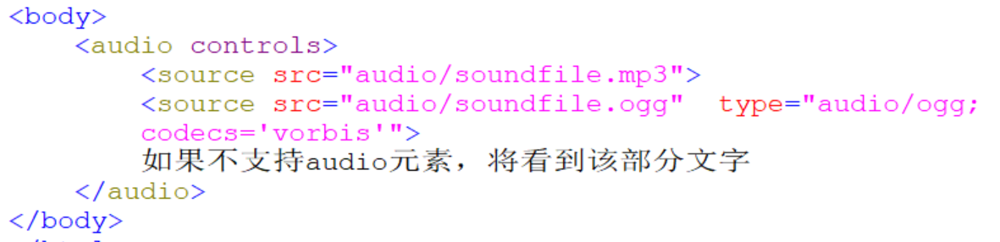 <body>
<audio controls>
<source src="audio/soundfile.mp3">
<source src="audio/soundfile.ogg"  type="audio/ogg;
codecs='vorbis'">
如果不支持audio元素，将看到该部分文字
</audio>
</body>